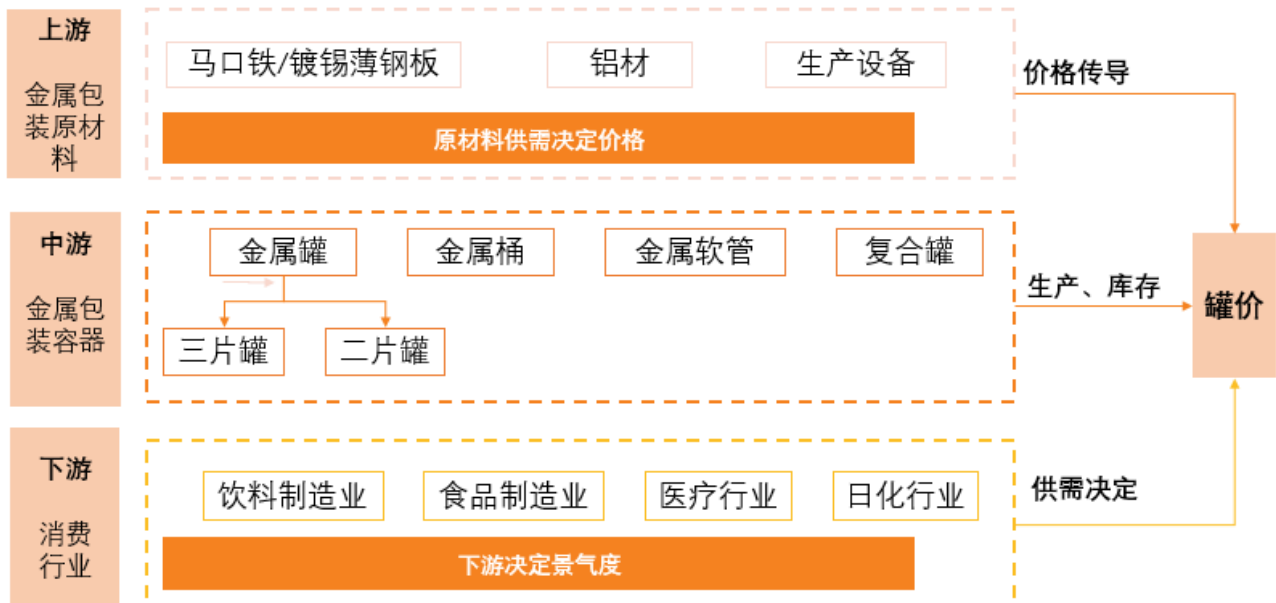 上游
金属包
装原材
料
马口铁/镀锡薄钢板
铝材
生产设备
原材料供需决定价格
价格传导
中游
金属包
装容器
金属罐
金属桶
金属软管
复合罐
三片罐
二片罐
生产、库存
罐价
下游
消费
行业
饮料制造业
食品制造业
医疗行业
日化行业
下游决定景气度
供需决定